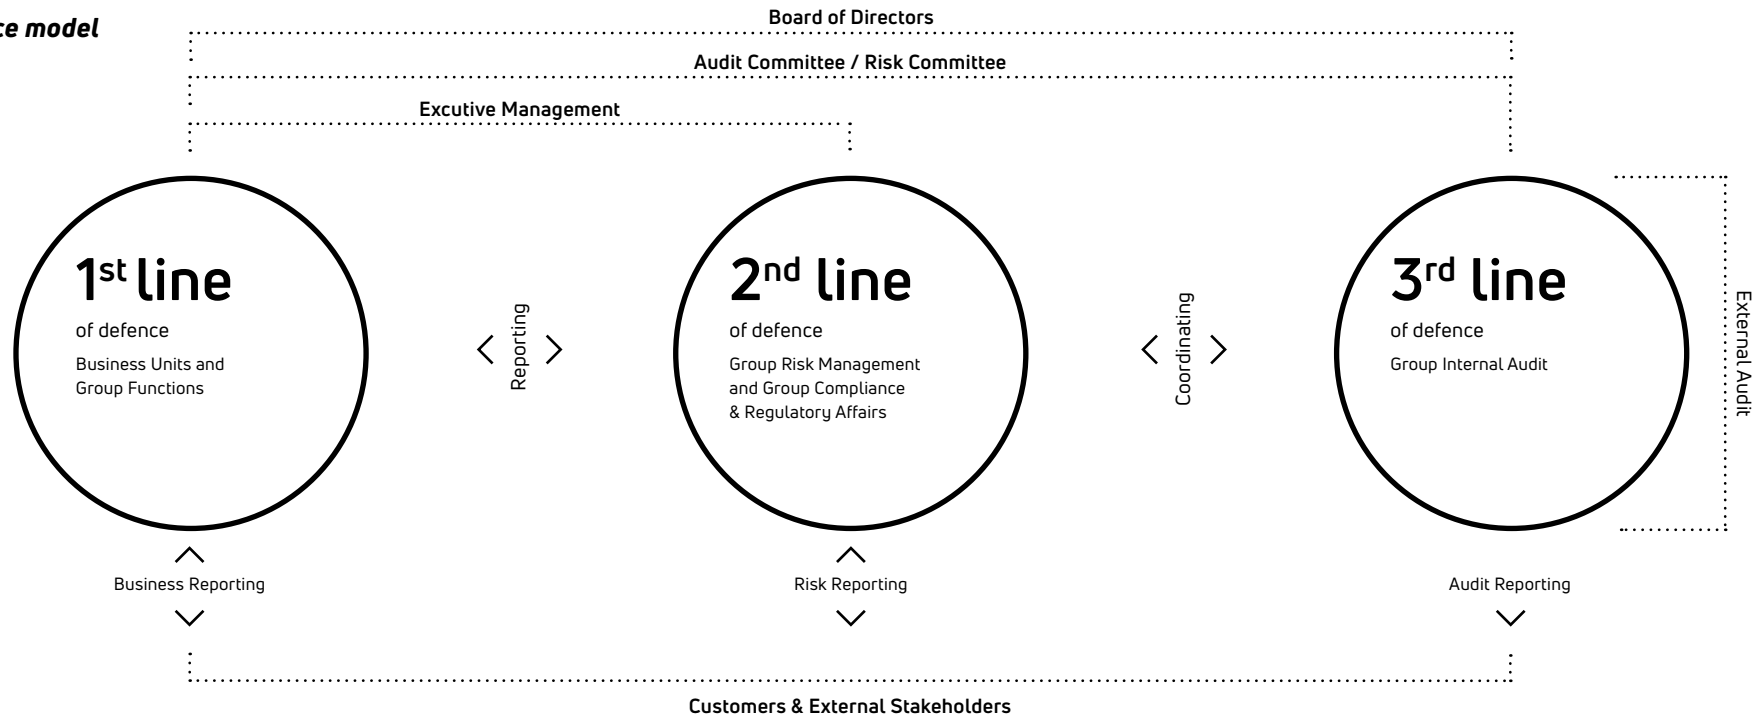 ce model
Board of Directors
Audit Committee / Risk Committee
Excutive Management
1st line
of defence
Business Units and
Group Functions
Reporting
2nd line
of defence
Group Risk Management
and Group Compliance
& Regulatory Affairs
Coordinating
3rd line
of defence
Group Internal Audit
External Audit
Business Reporting
Risk Reporting
Audit Reporting
Customers & External Stakeholders